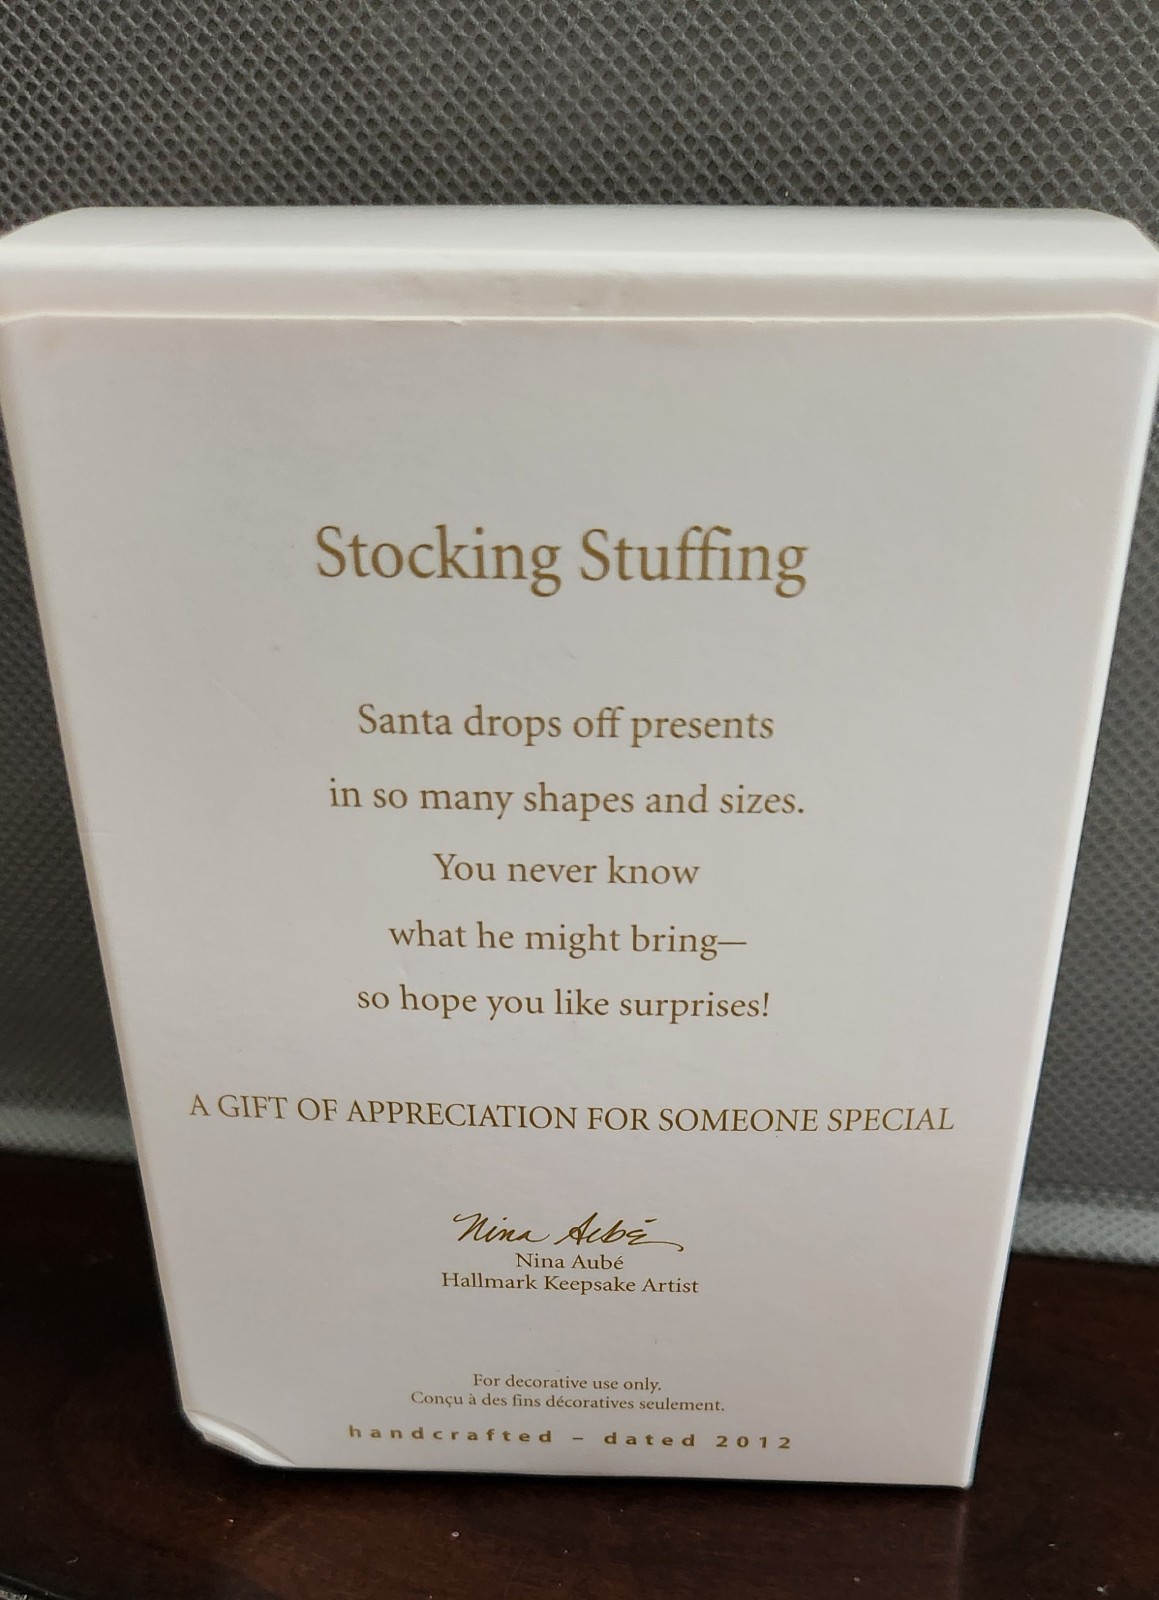 Stocking Stuffing
Santa drops off presents
in so many shapes and sizes.
You never know
what he might bring—
so hope you like surprises!
A GIFT OF APPRECIATION FOR SOMEONE SPECIAL
Nina Aubé
Nina Aubé
Hallmark Keepsake Artist
For decorative use only.
Conçu à des fins décoratives seulement.
handcrafted – dated 2012